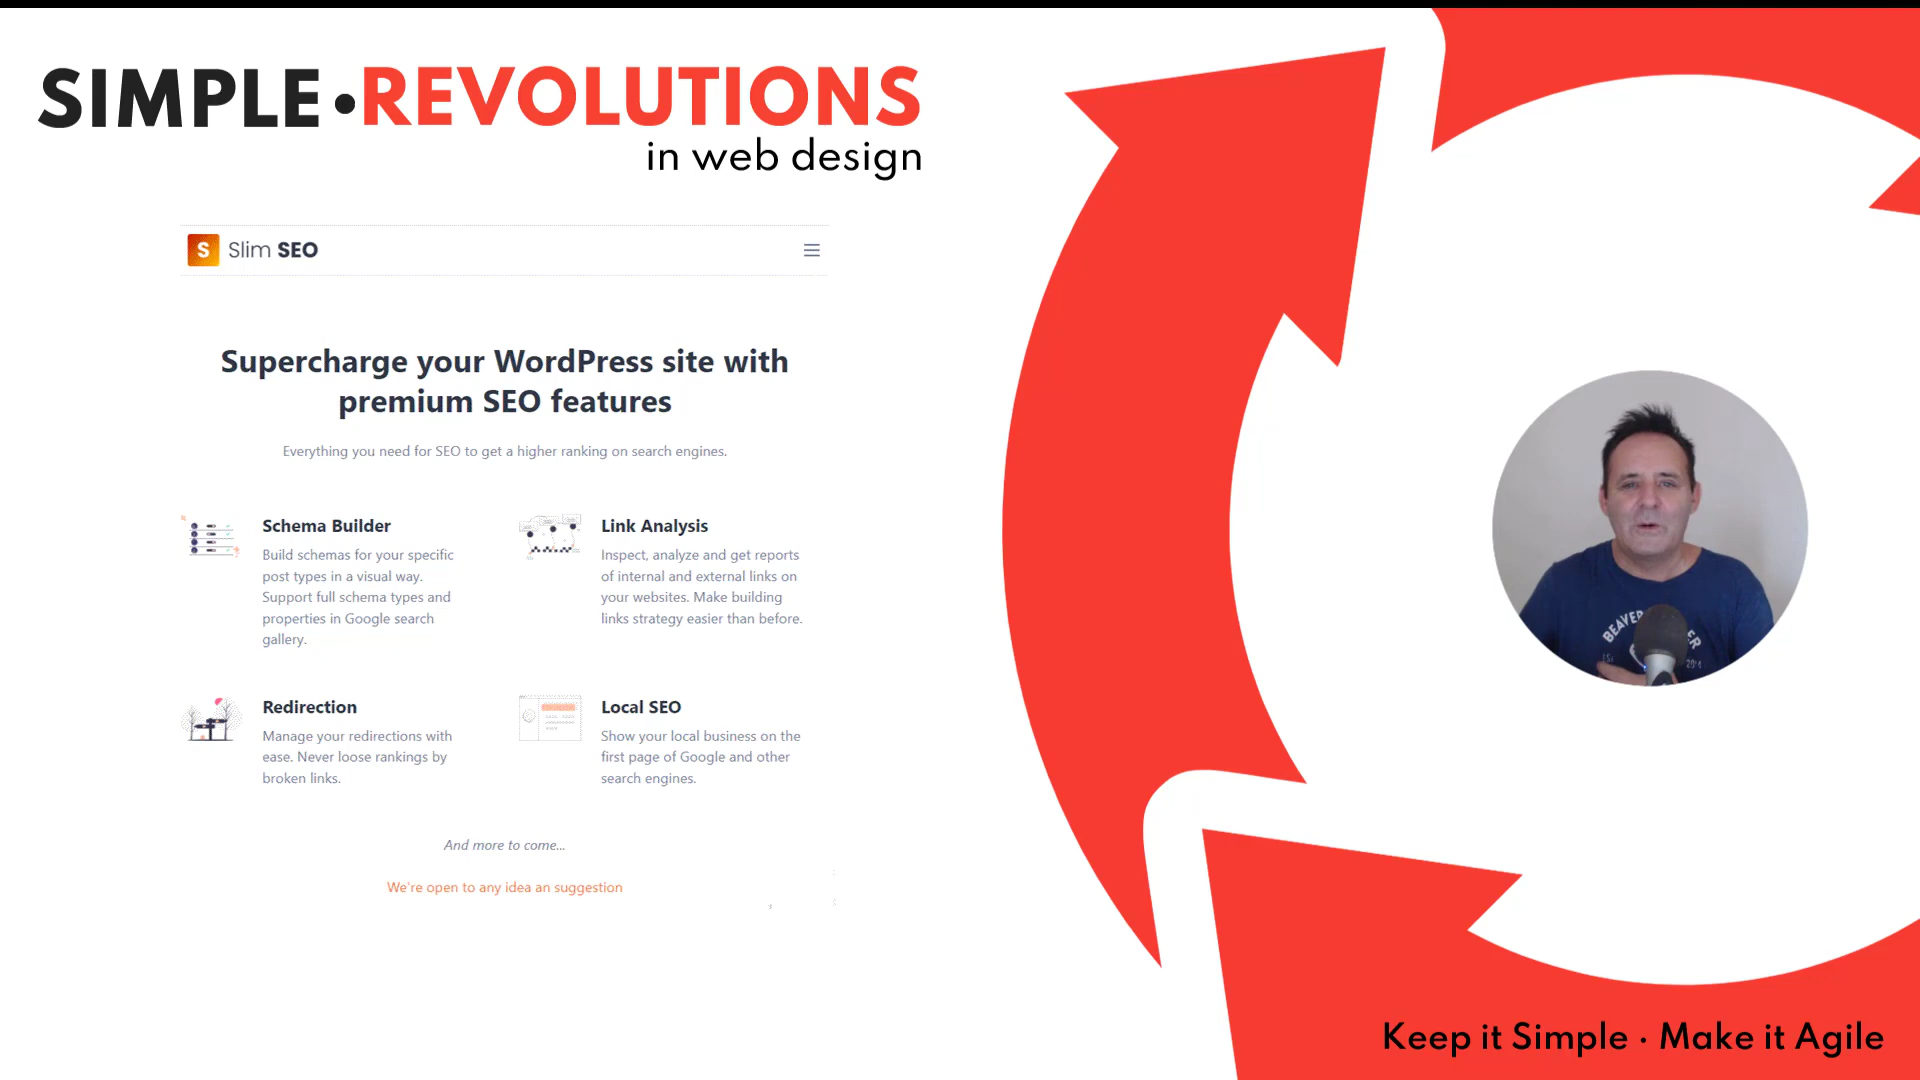 SIMPLE•REVOLUTIONS
in web design
S Slim SEO
Supercharge your WordPress site with
premium SEO features
Everything you need for SEO to get a higher ranking on search engines.
Schema Builder
Build schemas for your specific
post types in a visual way.
Support full schema types and
properties in Google search
gallery.
Link Analysis
Inspect, analyze and get reports
of internal and external links on
your websites. Make building
links strategy easier than before.
Redirection
Manage your redirections with
ease. Never loose rankings by
broken links.
Local SEO
Show your local business on the
first page of Google and other
search engines.
And more to come...
We're open to any idea an suggestion
Keep it Simple · Make it Agile